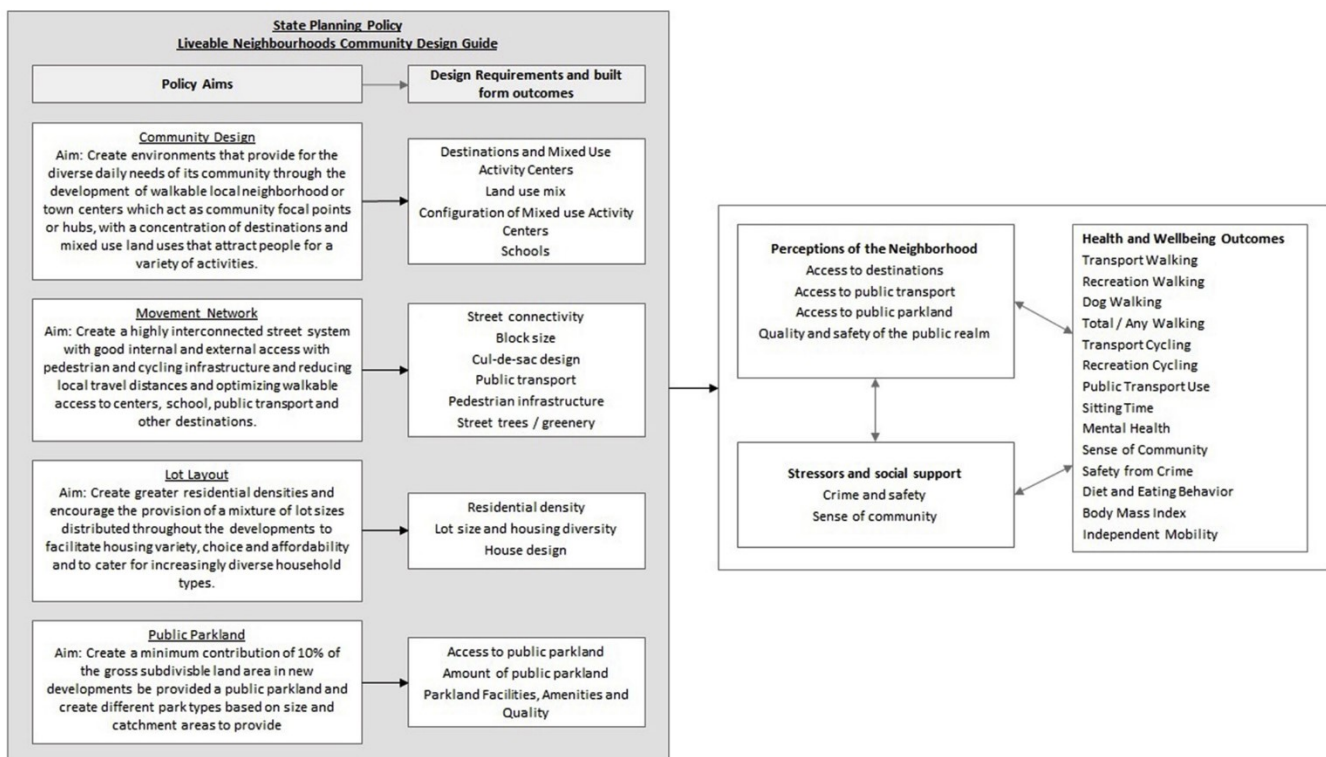 State Planning Policy
Liveable Neighbourhoods Community Design Guide
Policy Aims
Design Requirements and built
form outcomes
Community Design
Aim: Create environments that provide for the
diverse daily needs of its community through the
development of walkable local neighborhood or
town centers which act as community focal points
or hubs, with a concentration of destinations and
mixed use land uses that attract people for a
variety of activities.
Destinations and Mixed Use
Activity Centers
Land use mix
Configuration of Mixed use Activity
Centers
Schools
Movement Network
Aim: Create a highly interconnected street system
with good internal and external access with
pedestrian and cycling infrastructure and reducing
local travel distances and optimizing walkable
access to centers, school, public transport and
other destinations.
Street connectivity
Block size
Cul-de-sac design
Public transport
Pedestrian infrastructure
Street trees / greenery
Lot Layout
Aim: Create greater residential densities and
encourage the provision of a mixture of lot sizes
distributed throughout the developments to
facilitate housing variety, choice and affordability
and to cater for increasingly diverse household
types.
Residential density
Lot size and housing diversity
House design
Public Parkland
Aim: Create a minimum contribution of 10% of
the gross subdivisble land area in new
developments be provided a public parkland and
create different park types based on size and
catchment areas to provide
Access to public parkland
Amount of public parkland
Parkland Facilities, Amenities and
Quality
Perceptions of the Neighborhood
Access to destinations
Access to public transport
Access to public parkland
Quality and safety of the public realm
Stressors and social support
Crime and safety
Sense of community
Health and Wellbeing Outcomes
Transport Walking
Recreation Walking
Dog Walking
Total / Any Walking
Transport Cycling
Recreation Cycling
Public Transport Use
Sitting Time
Mental Health
Sense of Community
Safety from Crime
Diet and Eating Behavior
Body Mass Index
Independent Mobility